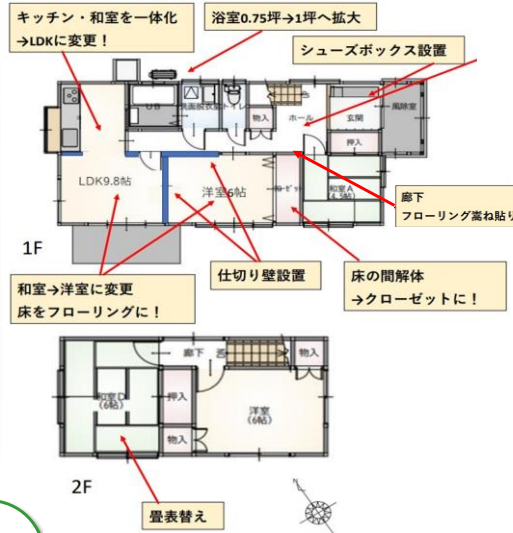 キッチン・和室を一体化
→LDKに変更！
浴室0.75坪→1坪へ拡大
シューズボックス設置
UB
洗面脱衣室
トイレ
物入
ホール
玄関
風除室
押入
LDK9.8帖
洋室6帖
クローゼット
和室A
(4.5帖)
廊下
フローリング嵩ね貼り
1F
和室→洋室に変更
床をフローリングに！
仕切り壁設置
床の間解体
→クローゼットに！
廊下
物入
和室D
(6帖)
押入
物入
洋室
(6帖)
2F
畳表替え
N